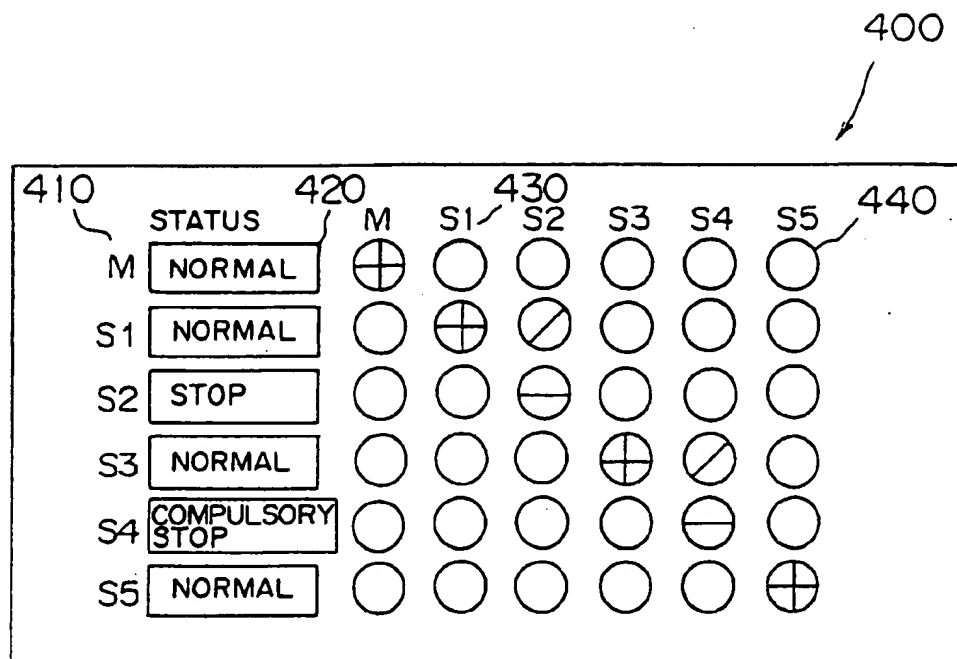 400
410 420 430 440
STATUS M S1 S2 S3 S4 S5
M NORMAL
S1 NORMAL
S2 STOP
S3 NORMAL
S4 COMPULSORY
STOP
S5 NORMAL